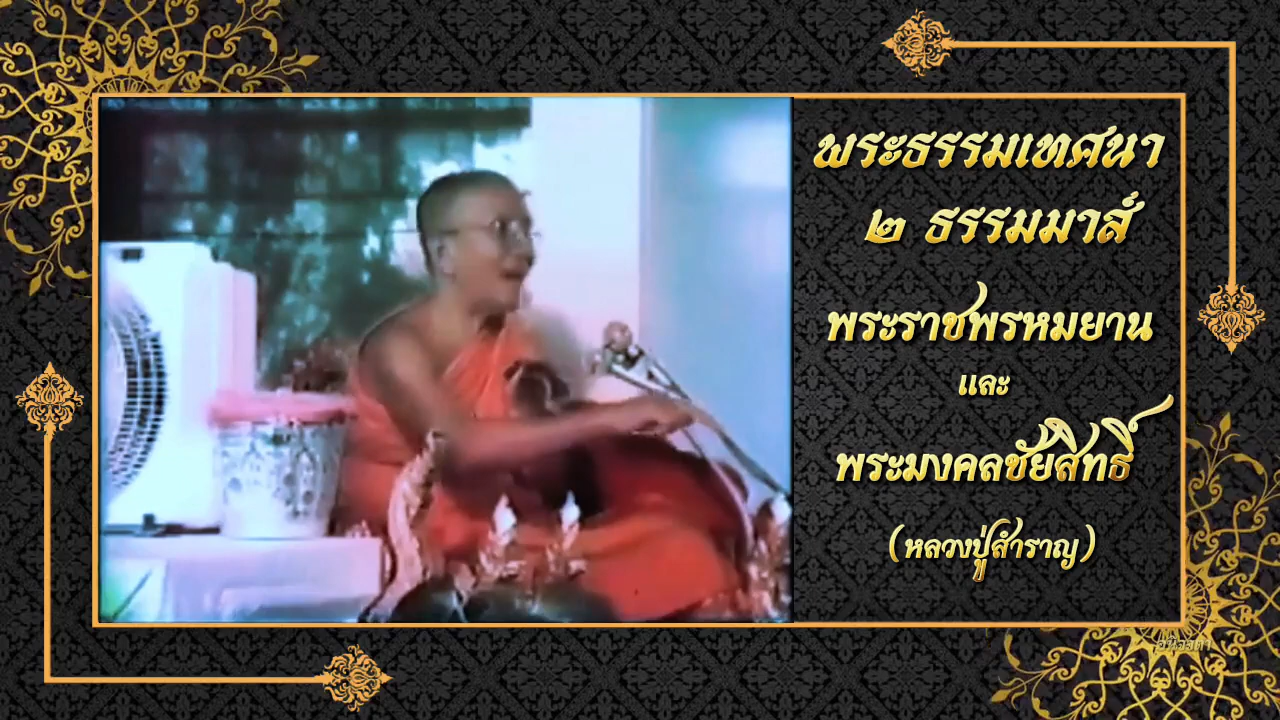 พระธรรมเทศนา
๒ ธรรมมาส์
พระราชพรหมยาน
และ
พระมงคลชัยสิทธิ์
(หลวงปู่สำราญ)